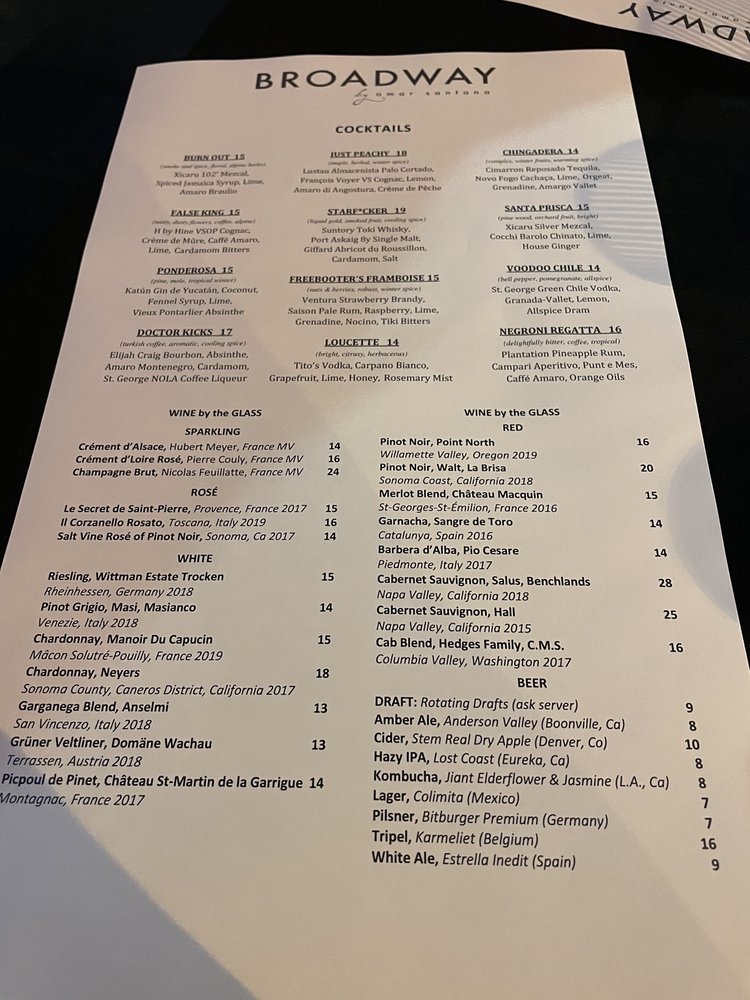 BROADWAY
by amar santana
COCKTAILS
BURN OUT 15
(smoke and spice, floral, alpine herbs)
Xicaru 102° Mezcal,
Spiced Jamaica Syrup, Lime,
Amaro Braulio
FALSE KING 15
(nutty, dusty flowers, coffee, alpine)
H by Hine VSOP Cognac,
Crème de Mûre, Caffé Amaro,
Lime, Cardamom Bitters
PONDEROSA 15
(pine, mole, tropical winter)
Katún Gin de Yucatán, Coconut,
Fennel Syrup, Lime,
Vieux Pontarlier Absinthe
DOCTOR KICKS 17
(turkish coffee, aromatic, cooling spice)
Elijah Craig Bourbon, Absinthe,
Amaro Montenegro, Cardamom,
St. George NOLA Coffee Liqueur
JUST PEACHY 18
(maple, herbal, winter spice)
Lustau Almacenista Palo Cortado,
François Voyer VS Cognac, Lemon,
Amaro di Angostura, Crême de Pêche
STARF*CKER 19
(liquid gold, smoked fruit, cooling spice)
Suntory Toki Whisky,
Port Askaig 8y Single Malt,
Giffard Abricot du Roussillon,
Cardamom, Salt
FREEBOOTER'S FRAMBOISE 15
(nuts & berries, robust, winter spice)
Ventura Strawberry Brandy,
Saison Pale Rum, Raspberry, Lime,
Grenadine, Nocino, Tiki Bitters
LOUCETTE 14
(bright, citrusy, herbaceous)
Tito's Vodka, Carpano Bianco,
Grapefruit, Lime, Honey, Rosemary Mist
CHINGADERA 14
(complex, winter fruits, warming spice)
Cimarron Reposado Tequila,
Novo Fogo Cachaça, Lime, Orgeat,
Grenadine, Amargo Vallet
SANTA PRISCA 15
(pine wood, orchard fruit, bright)
Xicaru Silver Mezcal,
Cocchi Barolo Chinato, Lime,
House Ginger
VOODOO CHILE 14
(bell pepper, pomegranate, allspice)
St. George Green Chile Vodka,
Granada-Vallet, Lemon,
Allspice Dram
NEGRONI REGATTA 16
(delightfully bitter, coffee, tropical)
Plantation Pineapple Rum,
Campari Aperitivo, Punt e Mes,
Caffé Amaro, Orange Oils
WINE by the GLASS
SPARKLING
Crément d'Alsace, Hubert Meyer, France MV 14
Crément d'Loire Rosé, Pierre Couly, France MV 16
Champagne Brut, Nicolas Feuillatte, France MV 24
ROSÉ
Le Secret de Saint-Pierre, Provence, France 2017 15
Il Corzanello Rosato, Toscana, Italy 2019 16
Salt Vine Rosé of Pinot Noir, Sonoma, Ca 2017 14
WHITE
Riesling, Wittman Estate Trocken 15
Rheinhessen, Germany 2018
Pinot Grigio, Masi, Masianco 14
Venezie, Italy 2018
Chardonnay, Manoir Du Capucin 15
Mâcon Solutré-Pouilly, France 2019
Chardonnay, Neyers 18
Sonoma County, Caneros District, California 2017
Garganega Blend, Anselmi 13
San Vincenzo, Italy 2018
Grüner Veltliner, Domäne Wachau 13
Terrassen, Austria 2018
Picpoul de Pinet, Château St-Martin de la Garrigue 14
Montagnac, France 2017
WINE by the GLASS
RED
Pinot Noir, Point North 16
Willamette Valley, Oregon 2019
Pinot Noir, Walt, La Brisa 20
Sonoma Coast, California 2018
Merlot Blend, Château Macquin 15
St-Georges-St-Émilion, France 2016
Garnacha, Sangre de Toro 14
Catalunya, Spain 2016
Barbera d'Alba, Pio Cesare 14
Piedmonte, Italy 2017
Cabernet Sauvignon, Salus, Benchlands 28
Napa Valley, California 2018
Cabernet Sauvignon, Hall 25
Napa Valley, California 2015
Cab Blend, Hedges Family, C.M.S. 16
Columbia Valley, Washington 2017
BEER
DRAFT: Rotating Drafts (ask server) 9
Amber Ale, Anderson Valley (Boonville, Ca) 8
Cider, Stem Real Dry Apple (Denver, Co) 10
Hazy IPA, Lost Coast (Eureka, Ca) 8
Kombucha, Jiant Elderflower & Jasmine (L.A., Ca) 8
Lager, Colimita (Mexico) 7
Pilsner, Bitburger Premium (Germany) 7
Tripel, Karmeliet (Belgium) 16
White Ale, Estrella Inedit (Spain) 9